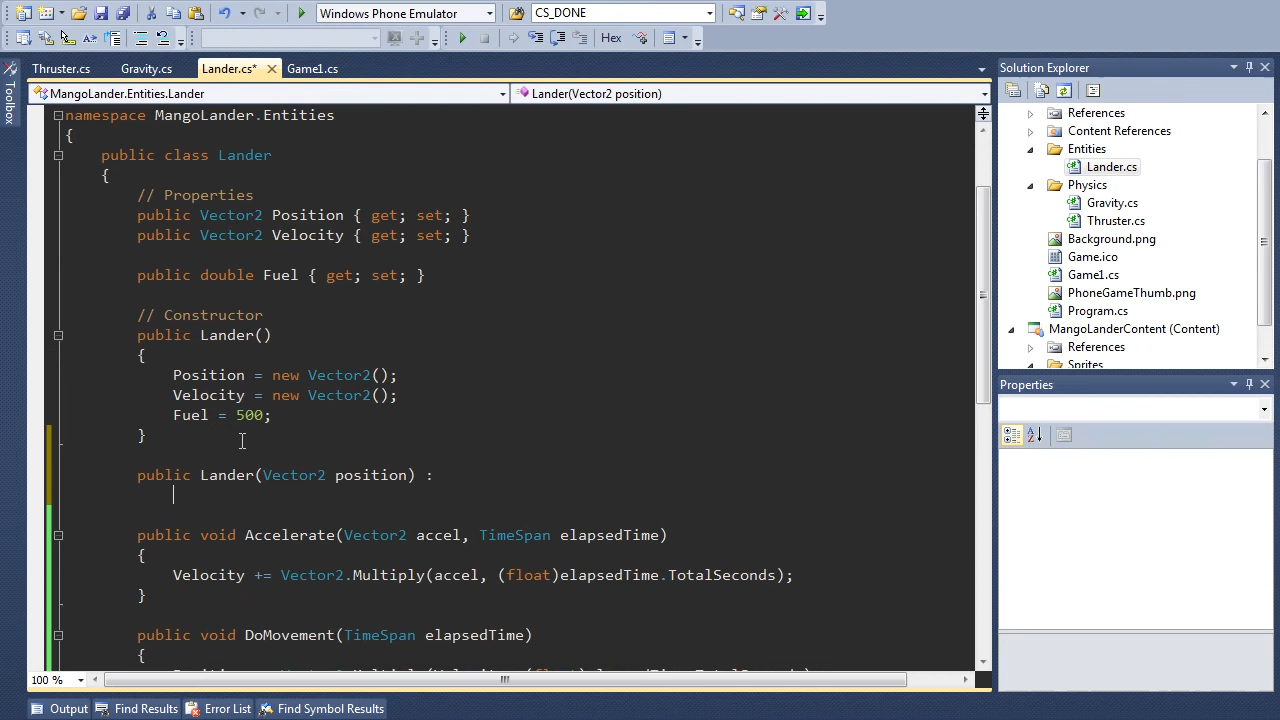 Windows Phone Emulator
CS_DONE
Hex
Thruster.cs
Gravity.cs
Lander.cs*
Game1.cs
MangoLander.Entities.Lander
Lander(Vector2 position)
Toolbox
namespace MangoLander.Entities
{
public class Lander
{
// Properties
public Vector2 Position { get; set; }
public Vector2 Velocity { get; set; }
public double Fuel { get; set; }
// Constructor
public Lander()
{
Position = new Vector2();
Velocity = new Vector2();
Fuel = 500;
}
public Lander(Vector2 position) :
public void Accelerate(Vector2 accel, TimeSpan elapsedTime)
{
Velocity += Vector2.Multiply(accel, (float)elapsedTime.TotalSeconds);
}
public void DoMovement(TimeSpan elapsedTime)
{
100 %
Solution Explorer
References
Content References
Entities
Lander.cs
Physics
Gravity.cs
Thruster.cs
Background.png
Game.ico
Game1.cs
PhoneGameThumb.png
Program.cs
MangoLanderContent (Content)
References
Sprites
Properties
Output
Find Results
Error List
Find Symbol Results